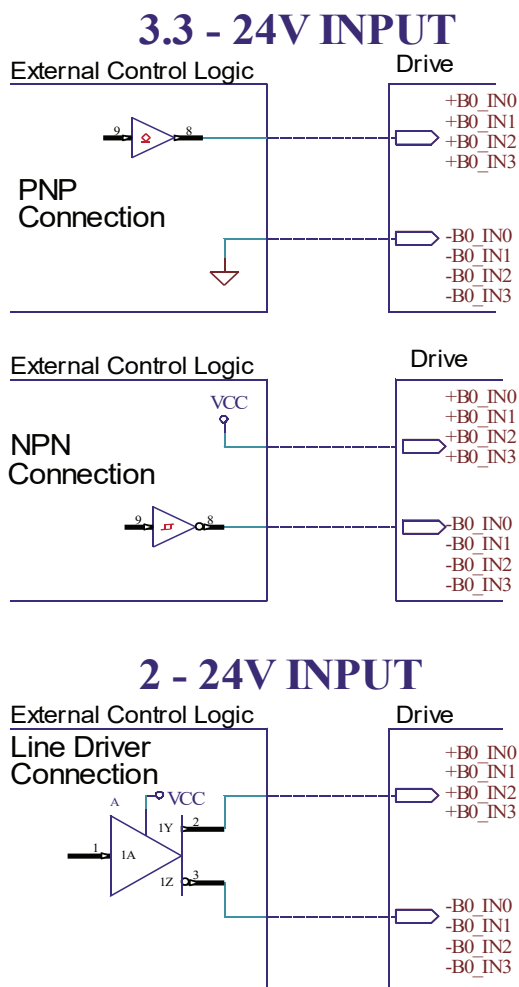 3.3 - 24V INPUT
External Control Logic
Drive
+B0_IN0
+B0_IN1
+B0_IN2
+B0_IN3
9
8
PNP
Connection
-B0_IN0
-B0_IN1
-B0_IN2
-B0_IN3
External Control Logic
Drive
VCC
+B0_IN0
+B0_IN1
+B0_IN2
+B0_IN3
NPN
Connection
9
8
-B0_IN0
-B0_IN1
-B0_IN2
-B0_IN3
2 - 24V INPUT
External Control Logic
Drive
Line Driver
Connection
+B0_IN0
+B0_IN1
+B0_IN2
+B0_IN3
A
VCC
1Y
2
1
1A
1Z
3
-B0_IN0
-B0_IN1
-B0_IN2
-B0_IN3